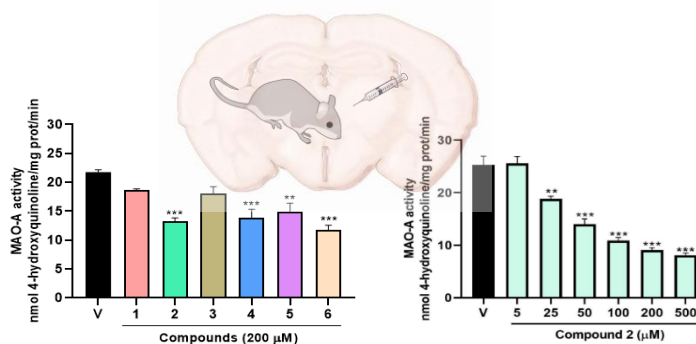 MAO-A activity
nmol 4-hydroxyquinoline/mg prot/min
30
25
20
15
10
5
0
***
***
**
***
V 1 2 3 4 5 6
Compounds (200 µM)
MAO-A activity
nmol 4-hydroxyquinoline/mg prot/min
30
20
10
0
**
***
***
***
***
V 5 25 50 100 200 500
Compound 2 (µM)